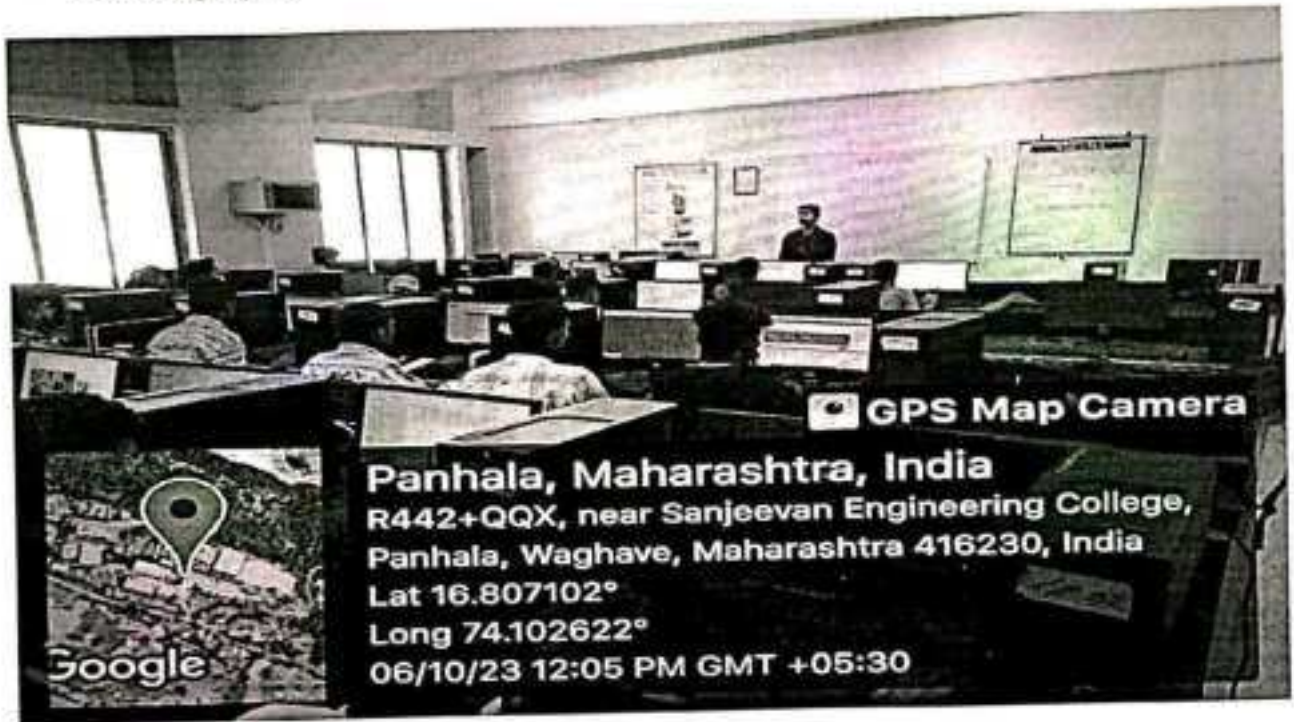 GPS Map Camera
Panhala, Maharashtra, India
R442+QQX, near Sanjeevan Engineering College,
Panhala, Waghave, Maharashtra 416230, India
Lat 16.807102°
Long 74.102622°
06/10/23 12:05 PM GMT +05:30
Google